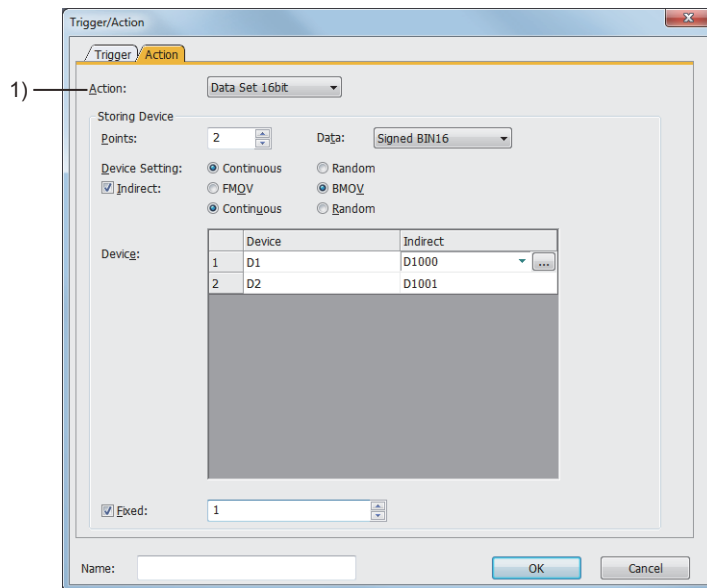 Trigger/Action
Trigger Action
1) Action: Data Set 16bit
Storing Device
Points: 2 Data: Signed BIN16
Device Setting: Continuous Random
Indirect: FMOV BMOV
Continuous Random
Device Indirect
Device: 1 D1 D1000 ...
2 D2 D1001
Fixed: 1
Name: OK Cancel